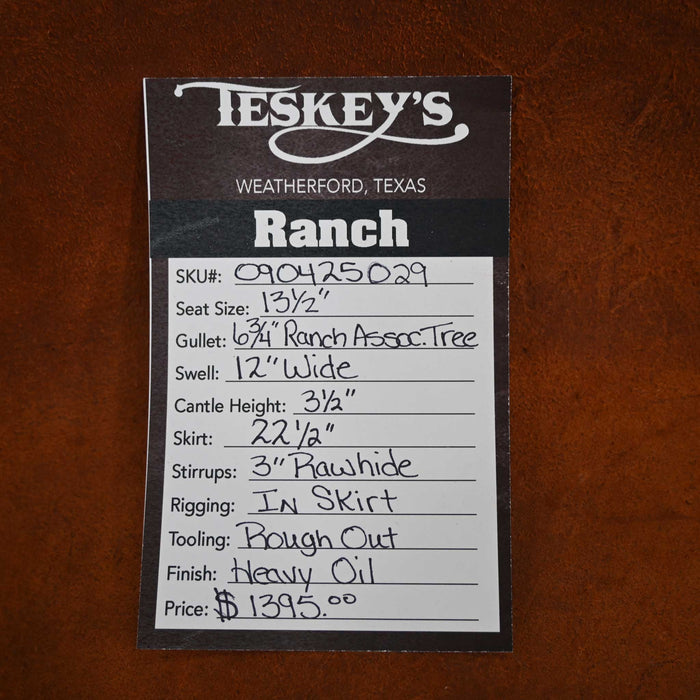 TESKEY'S
WEATHERFORD, TEXAS
Ranch
SKU#: 090425029
Seat Size: 13½"
Gullet: 6¾" Ranch Assoc. Tree
Swell: 12" Wide
Cantle Height: 3½"
Skirt: 22½"
Stirrups: 3" Rawhide
Rigging: In Skirt
Tooling: Rough Out
Finish: Heavy Oil
Price: $1395.00